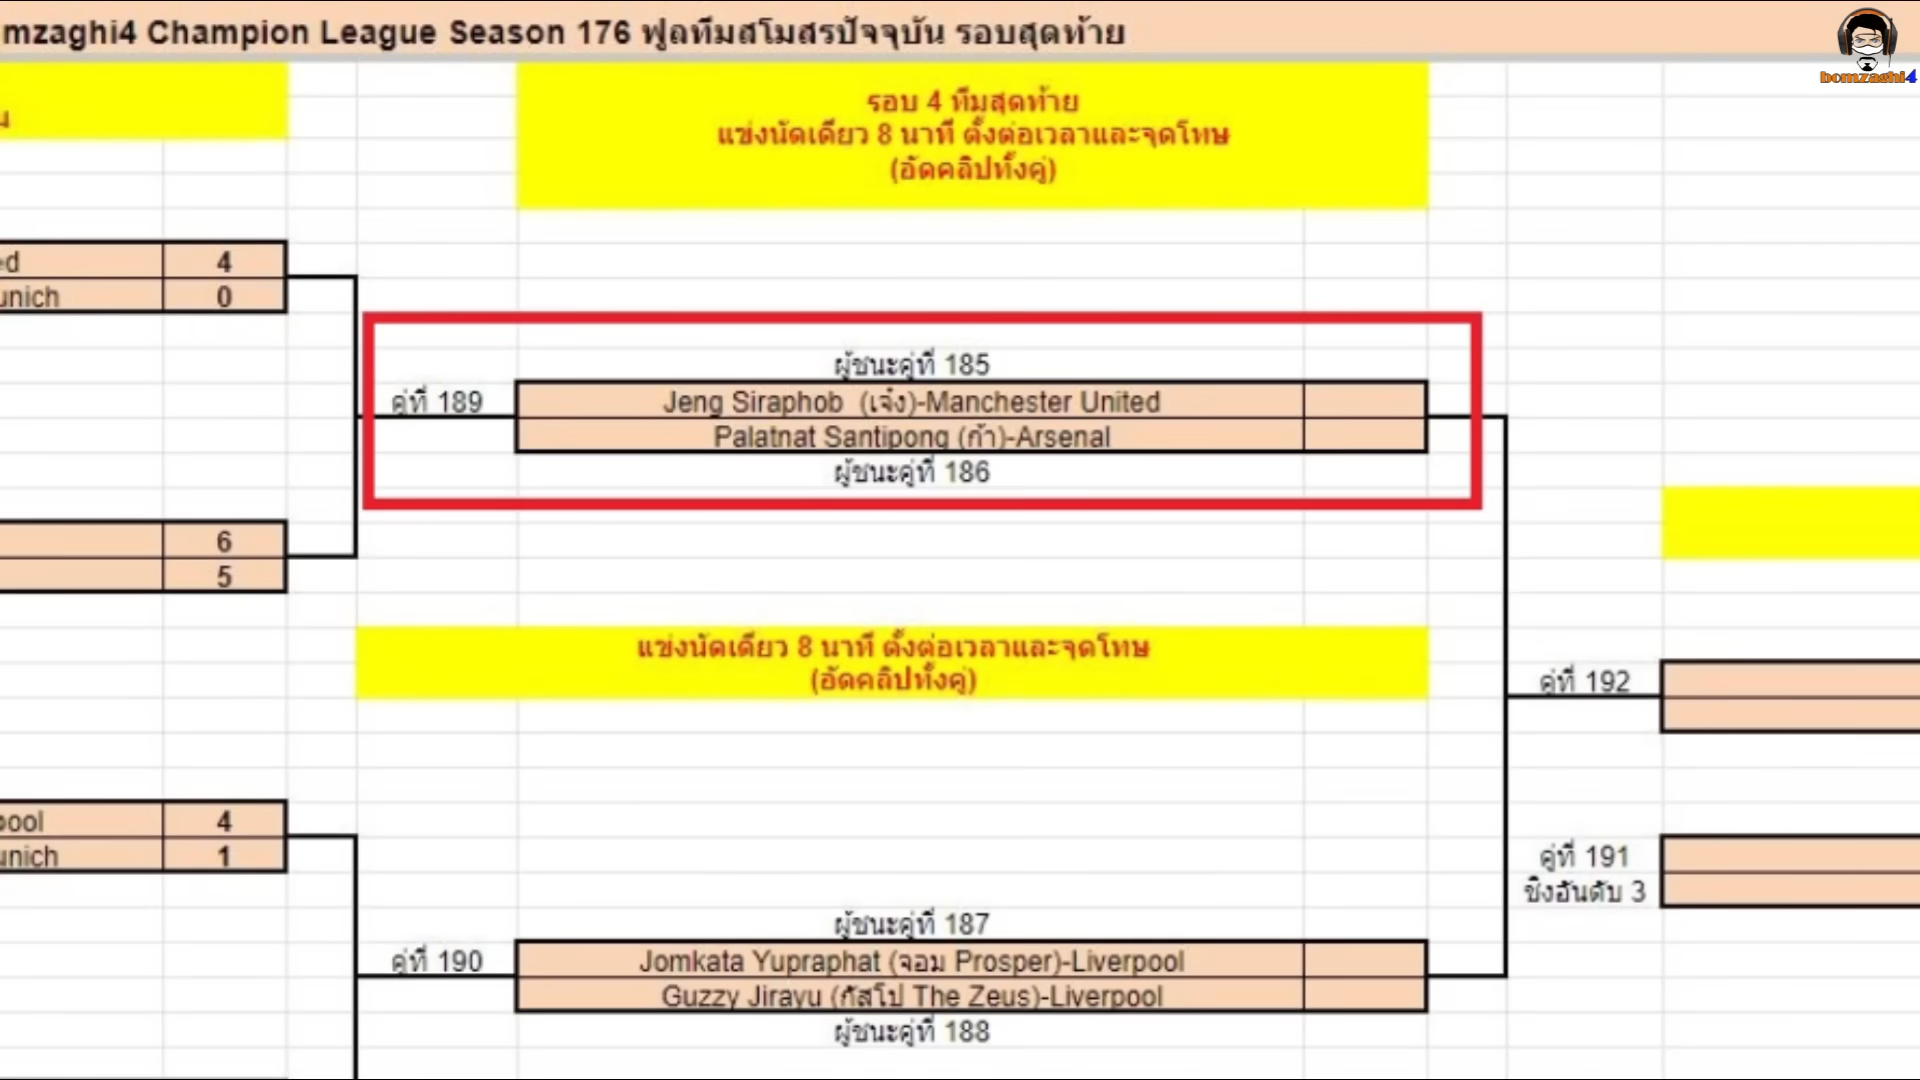 mzaghi4 Champion League Season 176 ฟูลทีมสโมสรปัจจุบัน รอบสุดท้าย
bomzaghi4
รอบ 4 ทีมสุดท้าย
แข่งนัดเดียว 8 นาที ตั้งต่อเวลาและจุดโทษ
(อัดคลิปทั้งคู่)
ed 4
unich 0
ผู้ชนะคู่ที่ 185
คู่ที่ 189 Jeng Siraphob (เจ๋ง)-Manchester United
Palatnat Santipong (ก้า)-Arsenal
ผู้ชนะคู่ที่ 186
6
5
แข่งนัดเดียว 8 นาที ตั้งต่อเวลาและจุดโทษ
(อัดคลิปทั้งคู่)
คู่ที่ 192
pool 4
unich 1
คู่ที่ 191
ชิงอันดับ 3
ผู้ชนะคู่ที่ 187
คู่ที่ 190 Jomkata Yupraphat (จอม Prosper)-Liverpool
Guzzy Jirayu (กัสโป The Zeus)-Liverpool
ผู้ชนะคู่ที่ 188